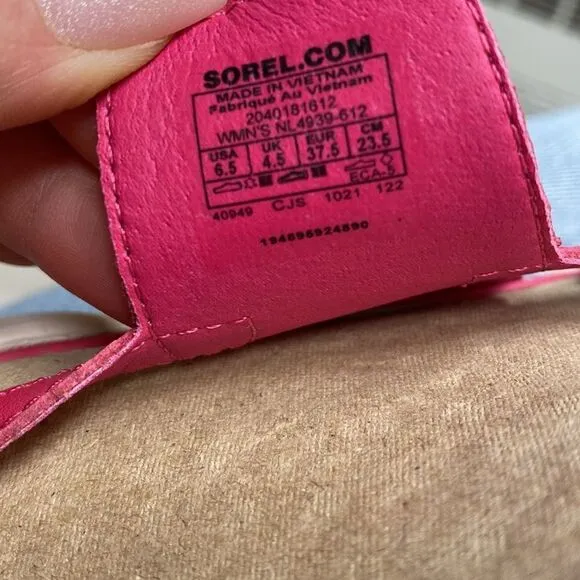 SOREL.COM
MADE IN VIETNAM
Fabriqué Au Vietnam
2040181612
WMN'S NL4939-612
USA UK EUR CM
6.5 4.5 37.5 23.5
ECA-5
40949 CJS 1021 122
194896924890